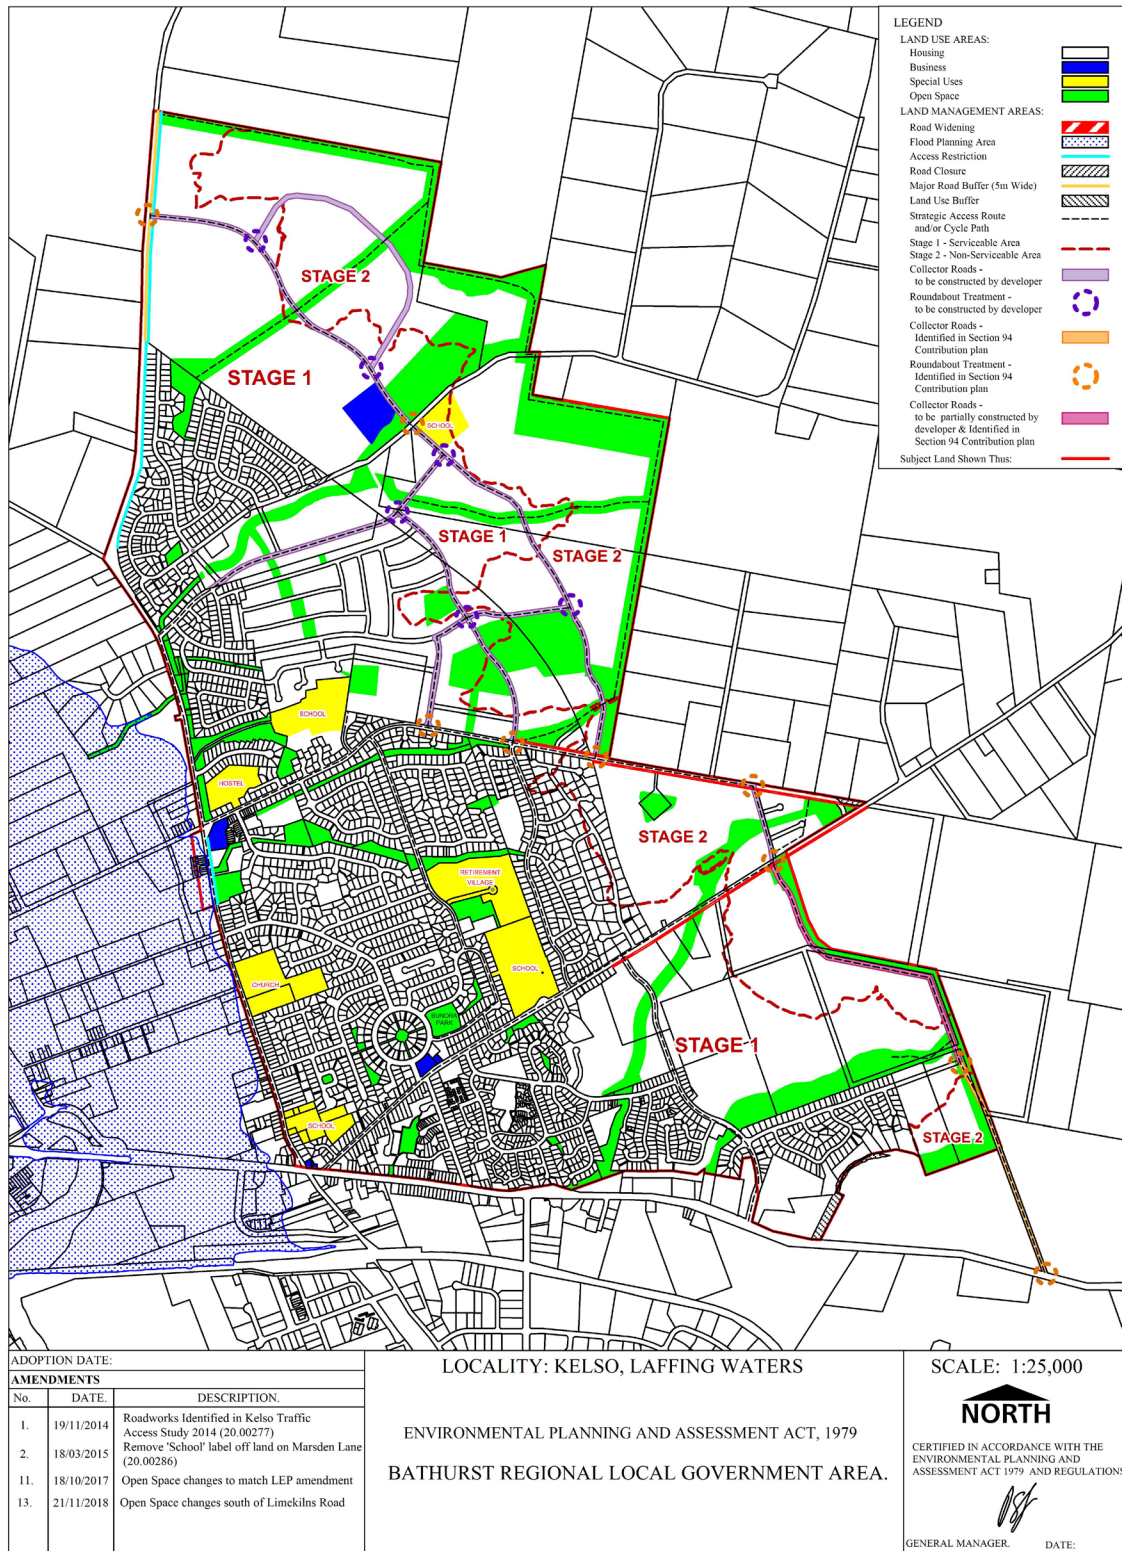 LEGEND
LAND USE AREAS:
Housing
Business
Special Uses
Open Space
LAND MANAGEMENT AREAS:
Road Widening
Flood Planning Area
Access Restriction
Road Closure
Major Road Buffer (5m Wide)
Land Use Buffer
Strategic Access Route
and/or Cycle Path
Stage 1 - Serviceable Area
Stage 2 - Non-Serviceable Area
Collector Roads -
to be constructed by developer
Roundabout Treatment -
to be constructed by developer
Collector Roads -
Identified in Section 94
Contribution plan
Roundabout Treatment -
Identified in Section 94
Contribution plan
Collector Roads -
to be partially constructed by
developer & Identified in
Section 94 Contribution plan
Subject Land Shown Thus:
STAGE 2
STAGE 1
SCHOOL
STAGE 1
STAGE 2
SCHOOL
HOSTEL
STAGE 2
RETIREMENT
VILLAGE
SCHOOL
CHURCH
BUNORA
PARK
STAGE 1
SCHOOL
STAGE 2
ADOPTION DATE:
AMENDMENTS
No. DATE. DESCRIPTION.
1. 19/11/2014 Roadworks Identified in Kelso Traffic
Access Study 2014 (20.00277)
2. 18/03/2015 Remove 'School' label off land on Marsden Lane
(20.00286)
11. 18/10/2017 Open Space changes to match LEP amendment
13. 21/11/2018 Open Space changes south of Limekilns Road
LOCALITY: KELSO, LAFFING WATERS
ENVIRONMENTAL PLANNING AND ASSESSMENT ACT, 1979
BATHURST REGIONAL LOCAL GOVERNMENT AREA.
SCALE: 1:25,000
NORTH
CERTIFIED IN ACCORDANCE WITH THE
ENVIRONMENTAL PLANNING AND
ASSESSMENT ACT 1979 AND REGULATIONS
GENERAL MANAGER. DATE: